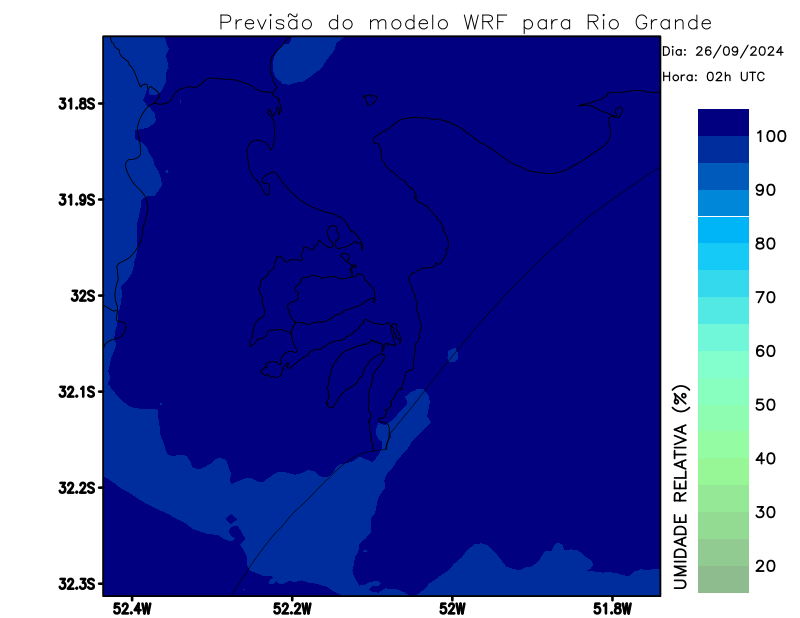 Previsão do modelo WRF para Rio Grande
Dia: 26/09/2024
Hora: 02h UTC
31.8S
31.9S
32S
32.1S
32.2S
32.3S
52.4W
52.2W
52W
51.8W
UMIDADE RELATIVA (%)
100
90
80
70
60
50
40
30
20